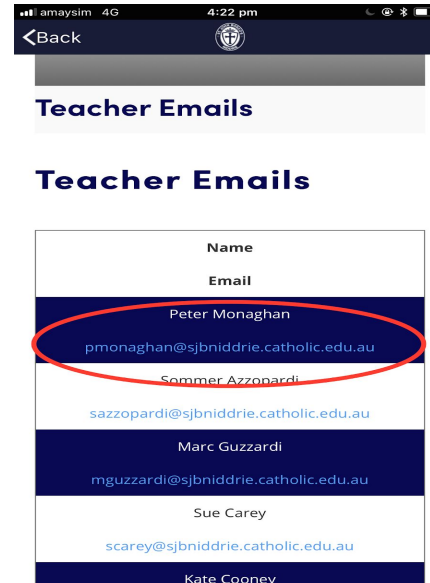 amaysim 4G 4:22 pm
Back
Teacher Emails
Teacher Emails
Name
Email
Peter Monaghan
pmonaghan@sjbniddrie.catholic.edu.au
Sommer Azzopardi
sazzopardi@sjbniddrie.catholic.edu.au
Marc Guzzardi
mguzzardi@sjbniddrie.catholic.edu.au
Sue Carey
scarey@sjbniddrie.catholic.edu.au
Kate Cooney